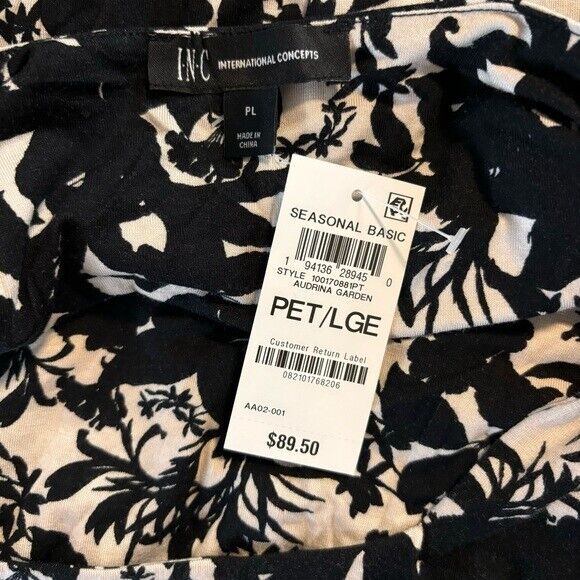 I.N.C INTERNATIONAL CONCEPTS
PL
MADE IN
CHINA
SEASONAL BASIC
1 94136 28945 0
STYLE 100170881PT
AUDRINA GARDEN
PET/LGE
Customer Return Label
082101768206
AA02-001
$89.50